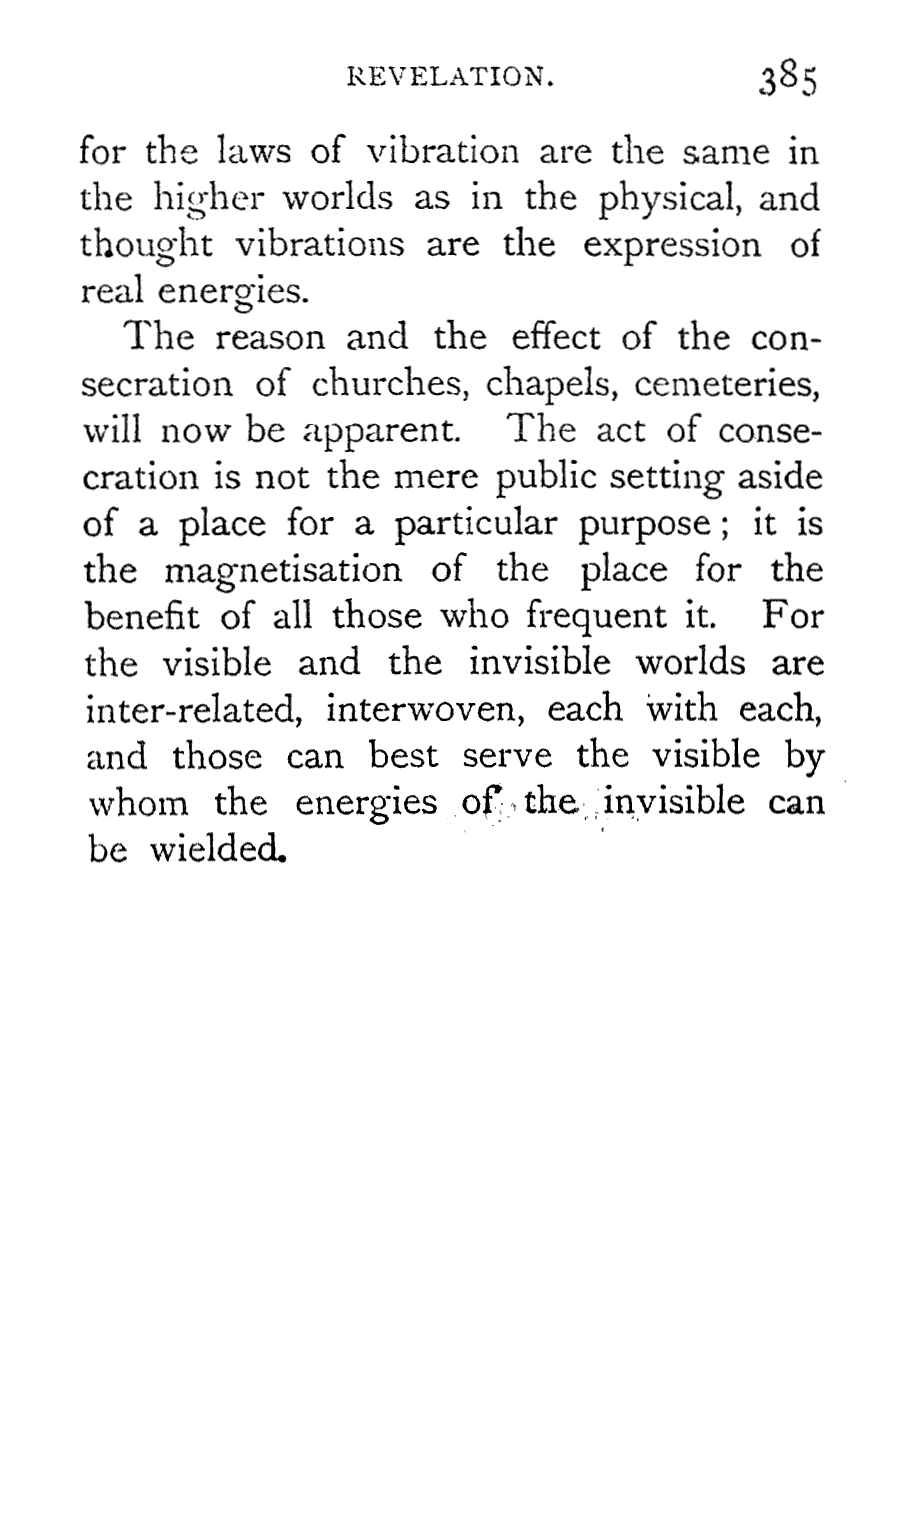 REVELATION. 385
for the laws of vibration are the same in
the higher worlds as in the physical, and
thought vibrations are the expression of
real energies.
The reason and the effect of the con-
secration of churches, chapels, cemeteries,
will now be apparent. The act of conse-
cration is not the mere public setting aside
of a place for a particular purpose ; it is
the magnetisation of the place for the
benefit of all those who frequent it. For
the visible and the invisible worlds are
inter-related, interwoven, each with each,
and those can best serve the visible by
whom the energies of the invisible can
be wielded.